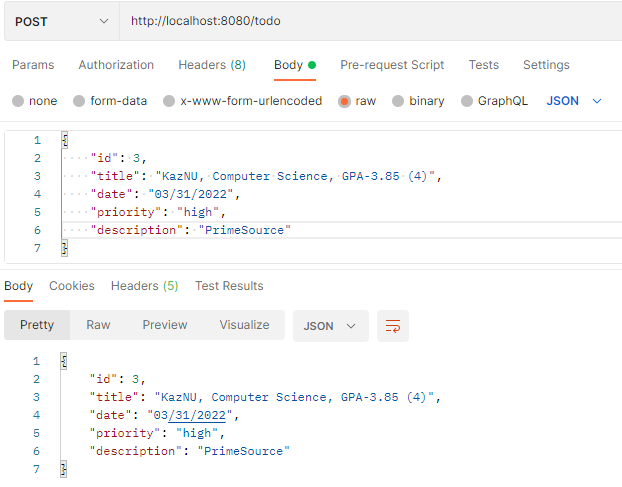 POST http://localhost:8080/todo
Params Authorization Headers (8) Body Pre-request Script Tests Settings
none form-data x-www-form-urlencoded raw binary GraphQL JSON
1 {
2 "id": 3,
3 "title": "KazNU, Computer Science, GPA-3.85 (4)",
4 "date": "03/31/2022",
5 "priority": "high",
6 "description": "PrimeSource"
7 }
Body Cookies Headers (5) Test Results
Pretty Raw Preview Visualize JSON
1 {
2 "id": 3,
3 "title": "KazNU, Computer Science, GPA-3.85 (4)",
4 "date": "03/31/2022",
5 "priority": "high",
6 "description": "PrimeSource"
7 }